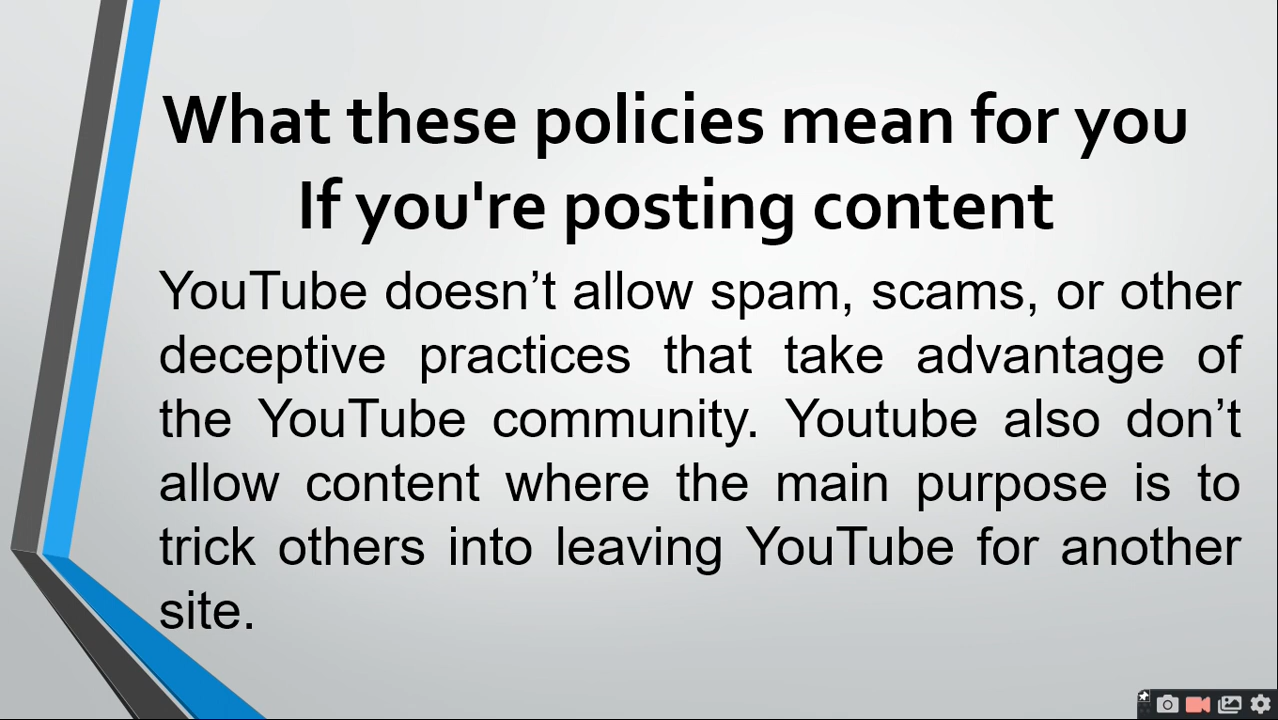 What these policies mean for you
If you're posting content
YouTube doesn’t allow spam, scams, or other
deceptive practices that take advantage of
the YouTube community. Youtube also don’t
allow content where the main purpose is to
trick others into leaving YouTube for another
site.